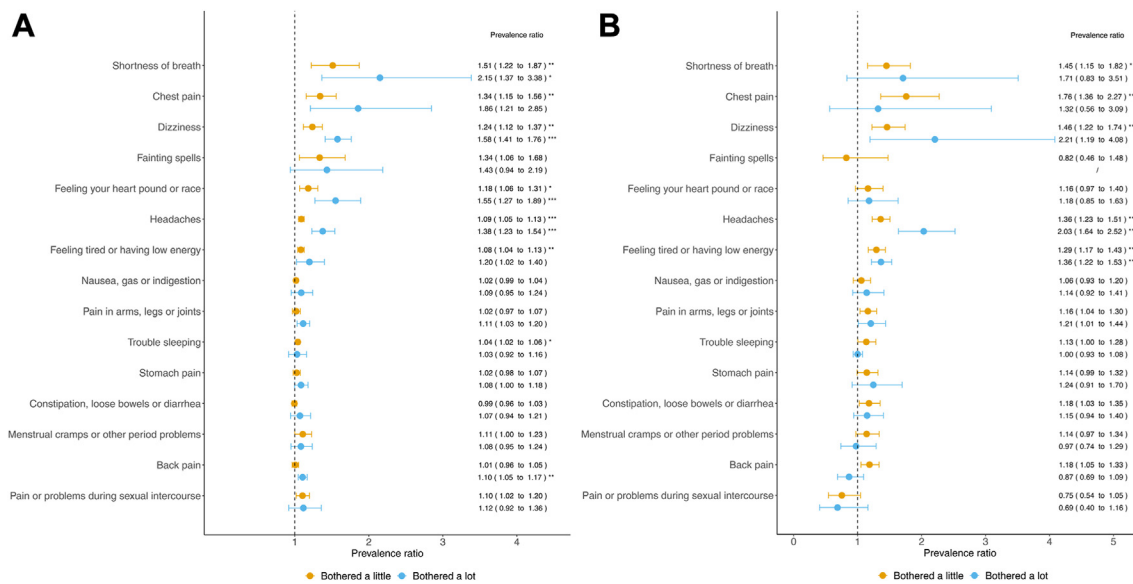 A
Prevalence ratio
Shortness of breath
1.51 ( 1.22 to 1.87) **
2.15 ( 1.37 to 3.38) *
Chest pain
1.34 ( 1.15 to 1.56) **
1.86 ( 1.21 to 2.85)
Dizziness
1.24 ( 1.12 to 1.37) **
1.58 ( 1.41 to 1.76) ***
Fainting spells
1.34 ( 1.06 to 1.68)
1.43 ( 0.94 to 2.19)
Feeling your heart pound or race
1.18 ( 1.06 to 1.31) *
1.55 ( 1.27 to 1.89) ***
Headaches
1.09 ( 1.05 to 1.13) ***
1.38 ( 1.23 to 1.54) ***
Feeling tired or having low energy
1.08 ( 1.04 to 1.13) **
1.20 ( 1.02 to 1.40)
Nausea, gas or indigestion
1.02 ( 0.99 to 1.04)
1.09 ( 0.95 to 1.24)
Pain in arms, legs or joints
1.02 ( 0.97 to 1.07)
1.11 ( 1.03 to 1.20)
Trouble sleeping
1.04 ( 1.02 to 1.06) *
1.03 ( 0.92 to 1.16)
Stomach pain
1.02 ( 0.98 to 1.07)
1.08 ( 1.00 to 1.18)
Constipation, loose bowels or diarrhea
0.99 ( 0.96 to 1.03)
1.07 ( 0.94 to 1.21)
Menstrual cramps or other period problems
1.11 ( 1.00 to 1.23)
1.08 ( 0.95 to 1.24)
Back pain
1.01 ( 0.96 to 1.05)
1.10 ( 1.05 to 1.17) **
Pain or problems during sexual intercourse
1.10 ( 1.02 to 1.20)
1.12 ( 0.92 to 1.36)
1 2 3 4
Prevalence ratio
Bothered a little Bothered a lot
B
Prevalence ratio
Shortness of breath
1.45 ( 1.15 to 1.82) *
1.71 ( 0.83 to 3.51)
Chest pain
1.76 ( 1.36 to 2.27) **
1.32 ( 0.56 to 3.09)
Dizziness
1.46 ( 1.22 to 1.74) **
2.21 ( 1.19 to 4.08)
Fainting spells
0.82 ( 0.46 to 1.48)
/
Feeling your heart pound or race
1.16 ( 0.97 to 1.40)
1.18 ( 0.85 to 1.63)
Headaches
1.36 ( 1.23 to 1.51) **
2.03 ( 1.64 to 2.52) **
Feeling tired or having low energy
1.29 ( 1.17 to 1.43) **
1.36 ( 1.22 to 1.53) **
Nausea, gas or indigestion
1.06 ( 0.93 to 1.20)
1.14 ( 0.92 to 1.41)
Pain in arms, legs or joints
1.16 ( 1.04 to 1.30)
1.21 ( 1.01 to 1.44)
Trouble sleeping
1.13 ( 1.00 to 1.28)
1.00 ( 0.93 to 1.08)
Stomach pain
1.14 ( 0.99 to 1.32)
1.24 ( 0.91 to 1.70)
Constipation, loose bowels or diarrhea
1.18 ( 1.03 to 1.35)
1.15 ( 0.94 to 1.40)
Menstrual cramps or other period problems
1.14 ( 0.97 to 1.34)
0.97 ( 0.74 to 1.29)
Back pain
1.18 ( 1.05 to 1.33)
0.87 ( 0.69 to 1.09)
Pain or problems during sexual intercourse
0.75 ( 0.54 to 1.05)
0.69 ( 0.40 to 1.16)
0 1 2 3 4 5
Prevalence ratio
Bothered a little Bothered a lot